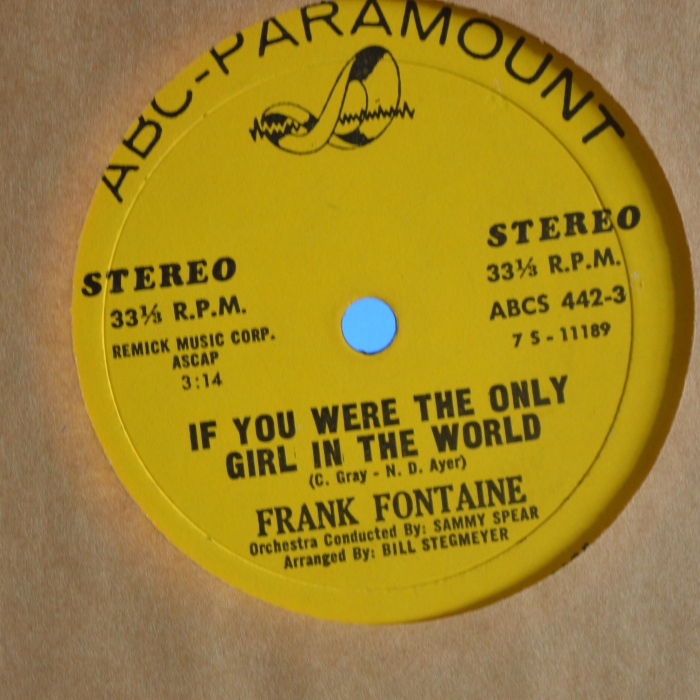 ABC-PARAMOUNT
STEREO
33⅓ R.P.M.
REMICK MUSIC CORP.
ASCAP
3:14
STEREO
33⅓ R.P.M.
ABCS 442-3
7 S - 11189
IF YOU WERE THE ONLY
GIRL IN THE WORLD
(C. Gray - N. D. Ayer)
FRANK FONTAINE
Orchestra Conducted By: SAMMY SPEAR
Arranged By: BILL STEGMEYER